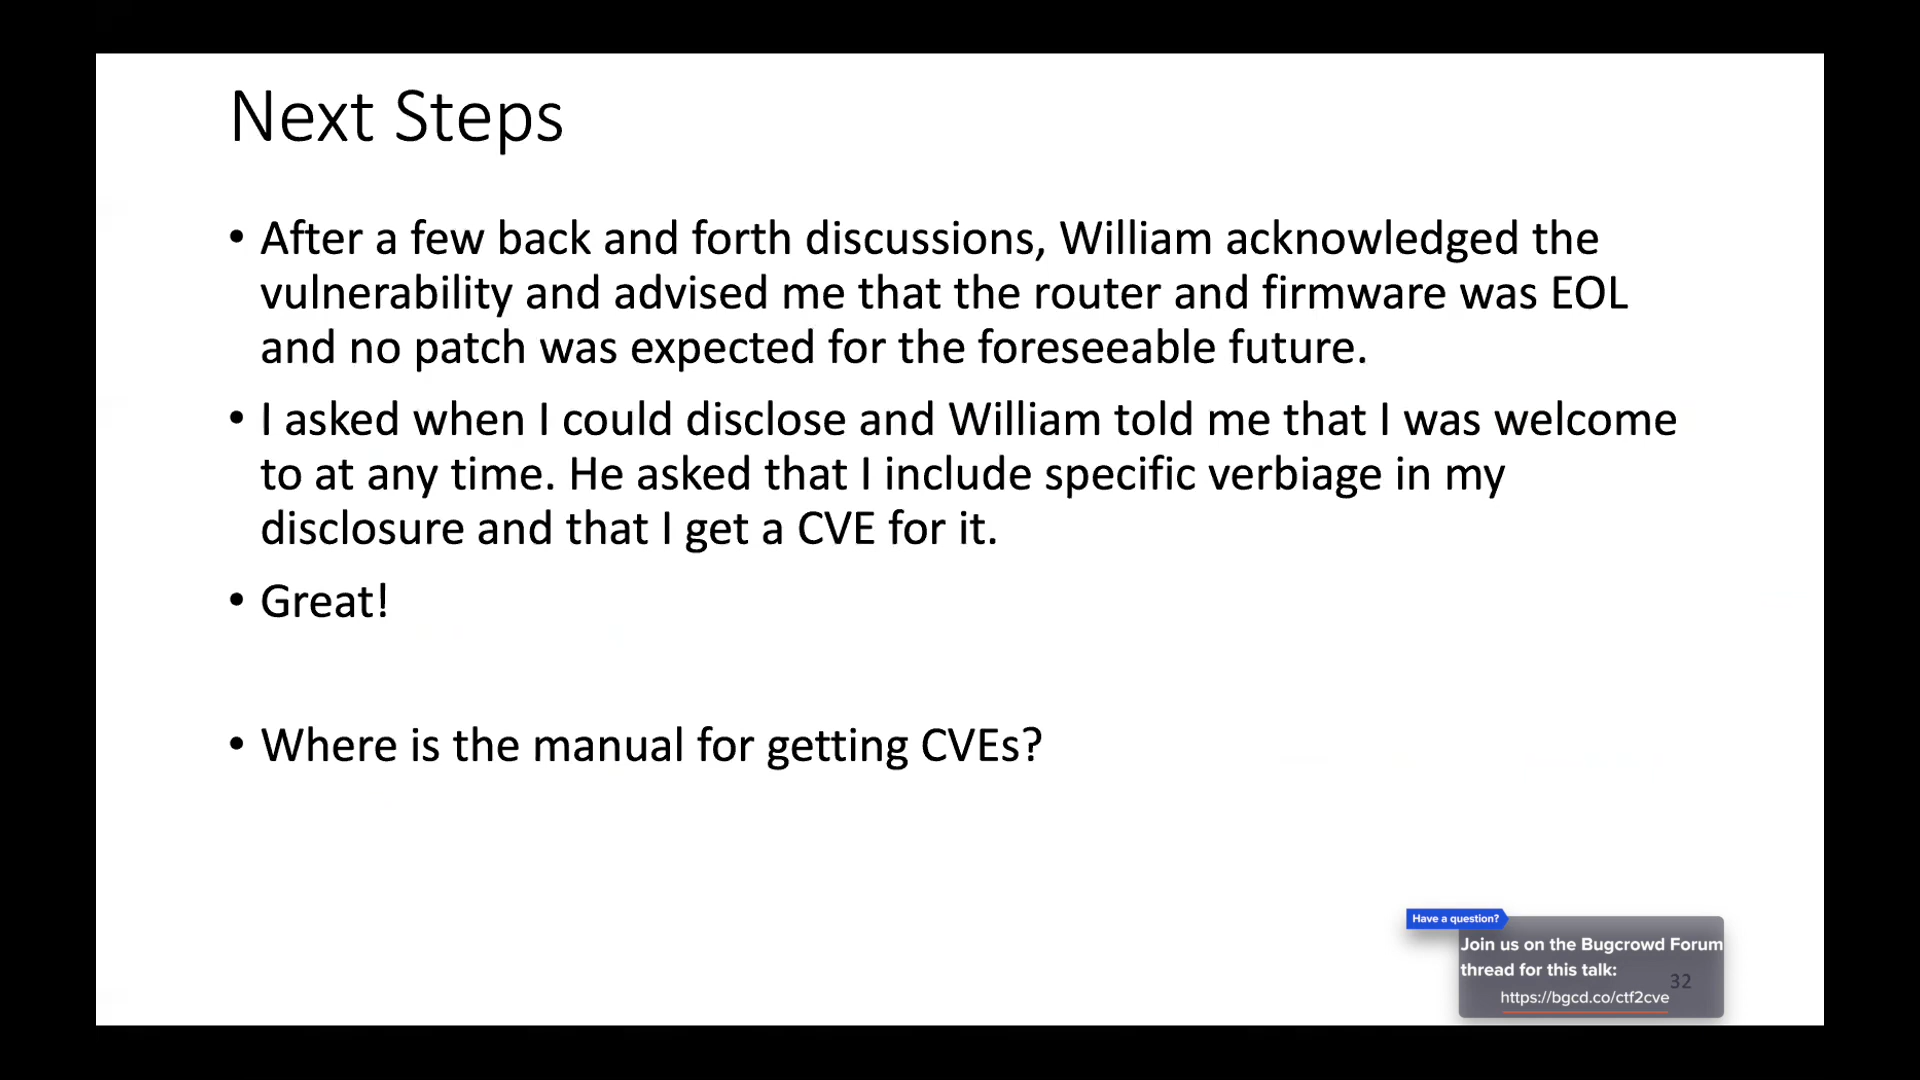 Next Steps
• After a few back and forth discussions, William acknowledged the
vulnerability and advised me that the router and firmware was EOL
and no patch was expected for the foreseeable future.
• I asked when I could disclose and William told me that I was welcome
to at any time. He asked that I include specific verbiage in my
disclosure and that I get a CVE for it.
• Great!
• Where is the manual for getting CVEs?
Have a question?
Join us on the Bugcrowd Forum
thread for this talk:
32
https://bgcd.co/ctf2cve